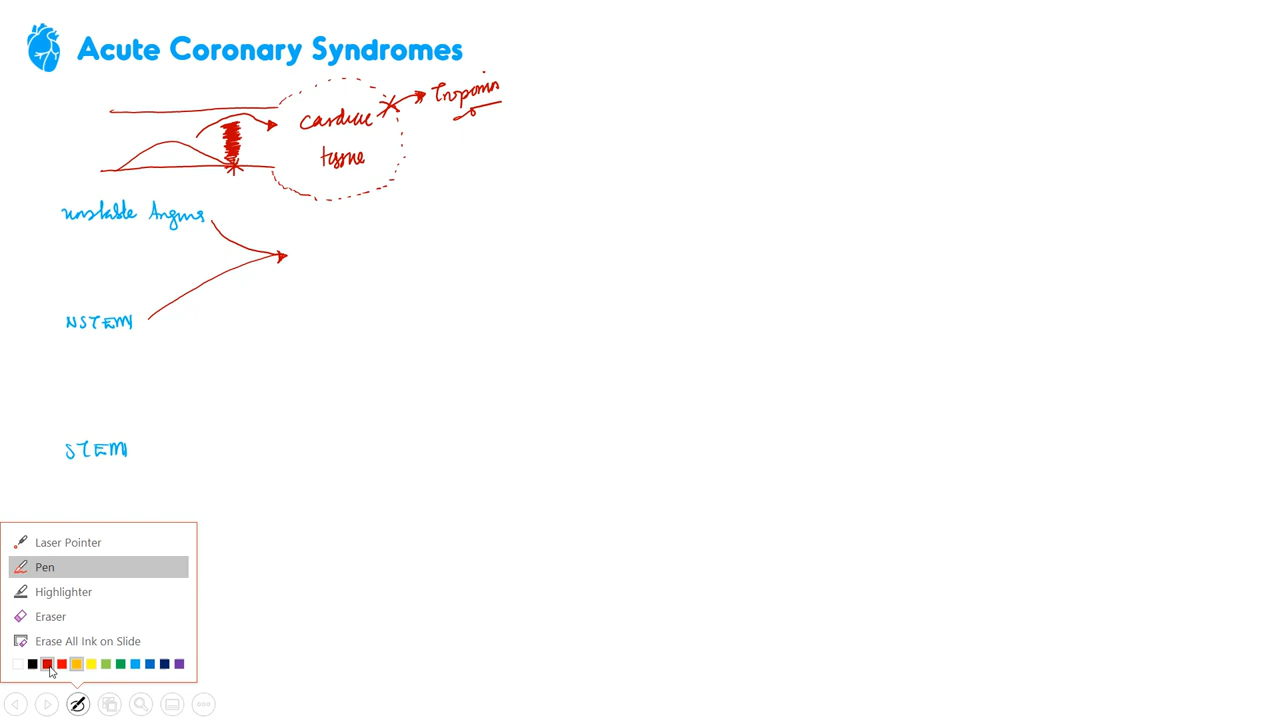 Acute Coronary Syndromes
Troponin
cardiac
tissue
unstable Angina
NSTEMI
STEMI
Laser Pointer
Pen
Highlighter
Eraser
Erase All Ink on Slide